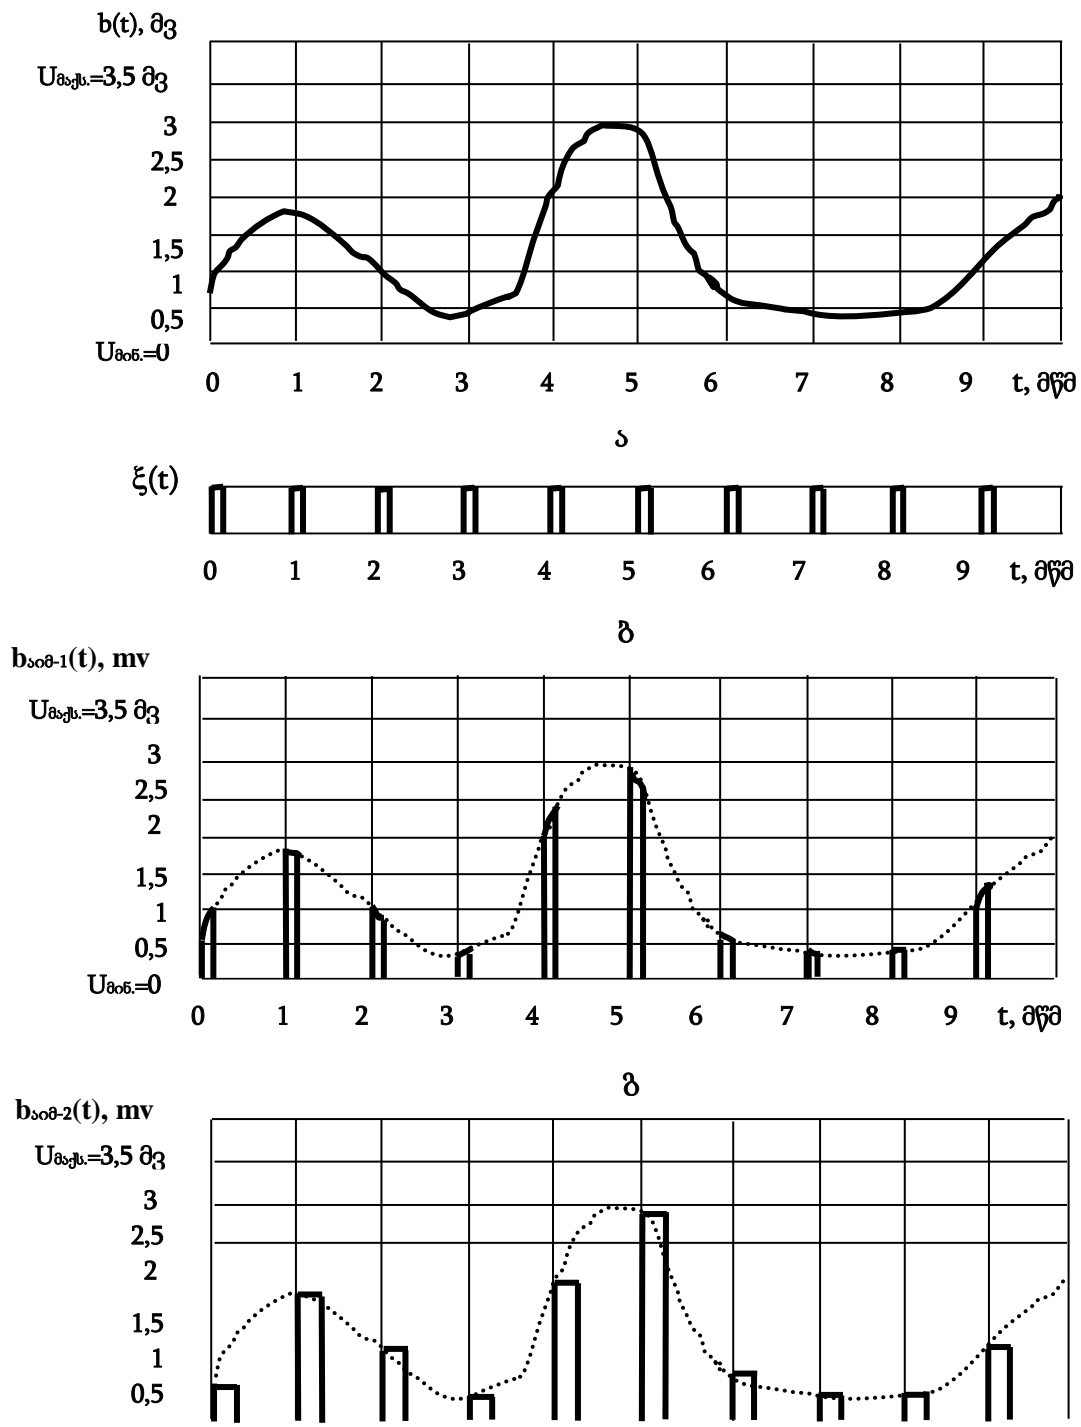 b(t), მვ
Uმაქს.=3,5 მვ
3
2,5
2
1,5
1
0,5
Uმინ.=0
0 1 2 3 4 5 6 7 8 9 t, მწმ
ა
ξ(t)
0 1 2 3 4 5 6 7 8 9 t, მწმ
ბ
bაიმ-1(t), mv
Uმაქს.=3,5 მვ
3
2,5
2
1,5
1
0,5
Uმინ.=0
0 1 2 3 4 5 6 7 8 9 t, მწმ
გ
bაიმ-2(t), mv
Uმაქს.=3,5 მვ
3
2,5
2
1,5
1
0,5